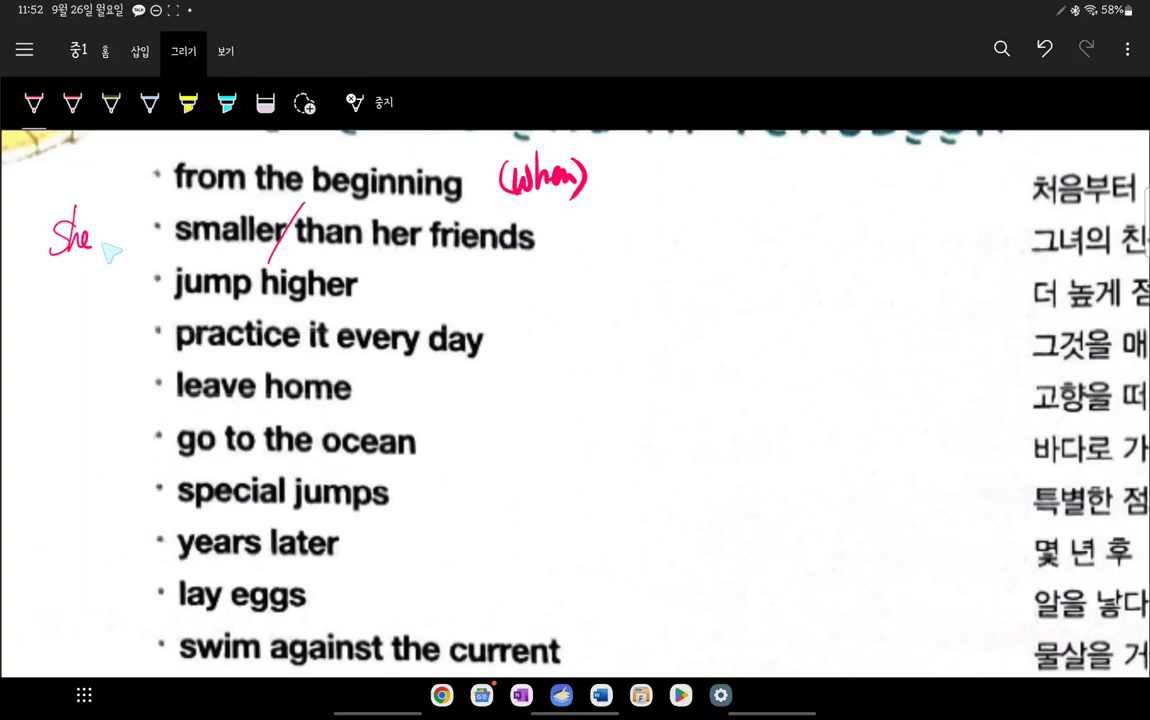 11:52 9월 26일 월요일 58%
중1 홈 삽입 그리기 보기
중지
from the beginning (when) 처음부터
She smaller than her friends 그녀의 친
jump higher 더 높게 점
practice it every day 그것을 매
leave home 고향을 떠
go to the ocean 바다로 가
special jumps 특별한 점
years later 몇 년 후
lay eggs 알을 낳다
swim against the current 물살을 거